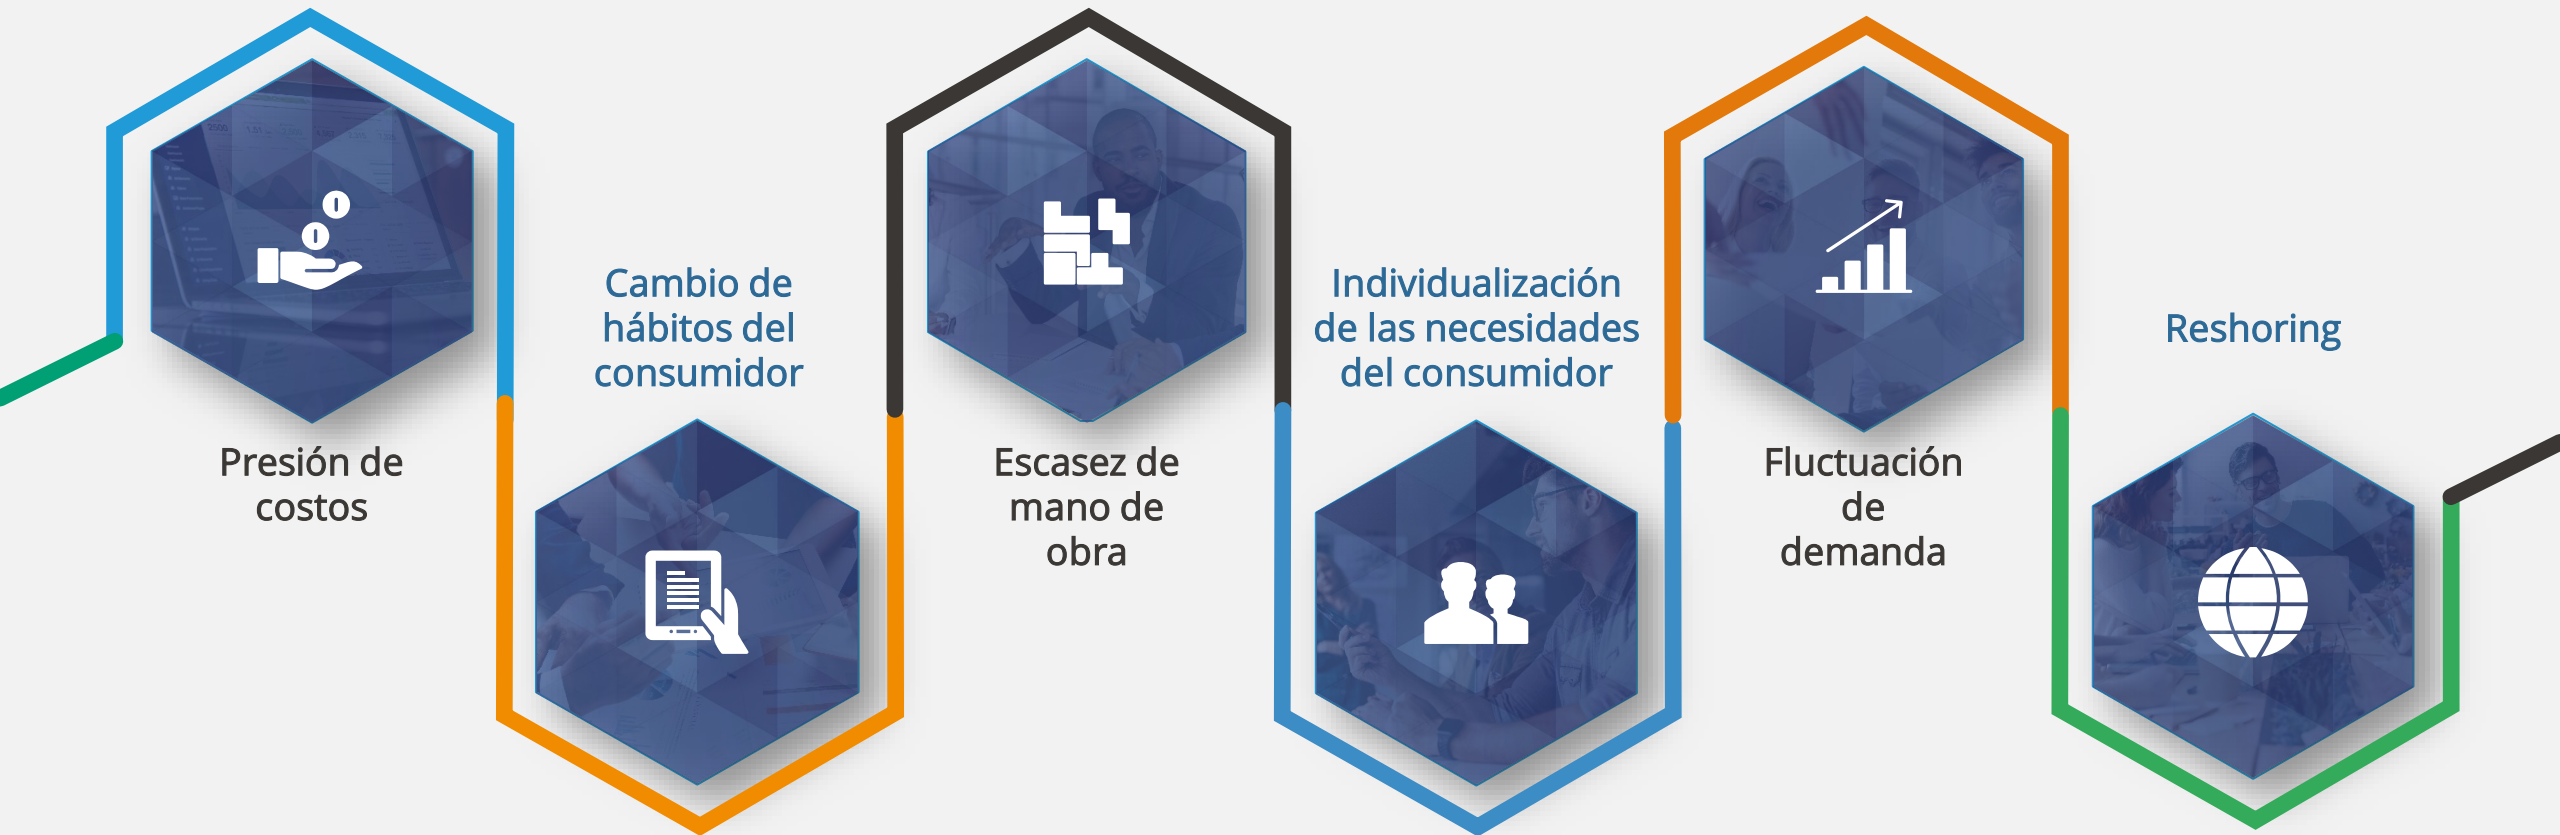 Presión de
costos
Cambio de
hábitos del
consumidor
Escasez de
mano de
obra
Individualización
de las necesidades
del consumidor
Fluctuación
de
demanda
Reshoring